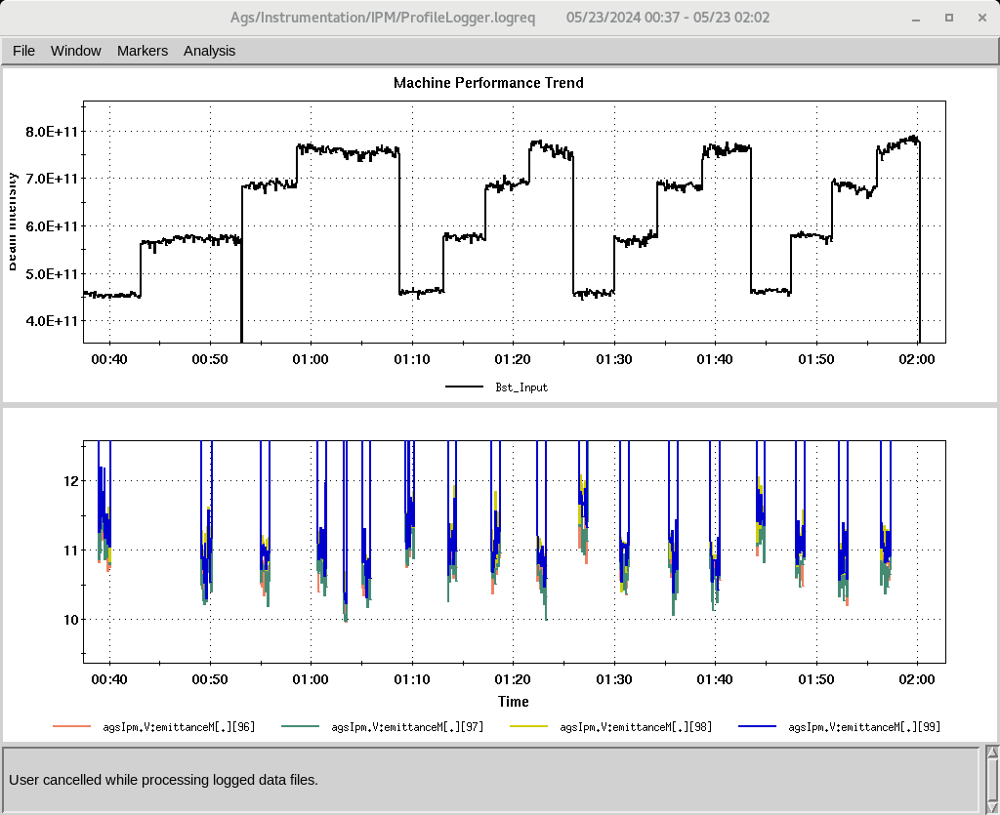 Ags/Instrumentation/IPM/ProfileLogger.logreq 05/23/2024 00:37 - 05/23 02:02
File Window Markers Analysis
Machine Performance Trend
Beam Intensity
8.0E+11
7.0E+11
6.0E+11
5.0E+11
4.0E+11
00:40 00:50 01:00 01:10 01:20 01:30 01:40 01:50 02:00
Bst_Input
12
11
10
00:40 00:50 01:00 01:10 01:20 01:30 01:40 01:50 02:00
Time
agsIpm.V:emittanceM[.][96] agsIpm.V:emittanceM[.][97] agsIpm.V:emittanceM[.][98] agsIpm.V:emittanceM[.][99]
User cancelled while processing logged data files.